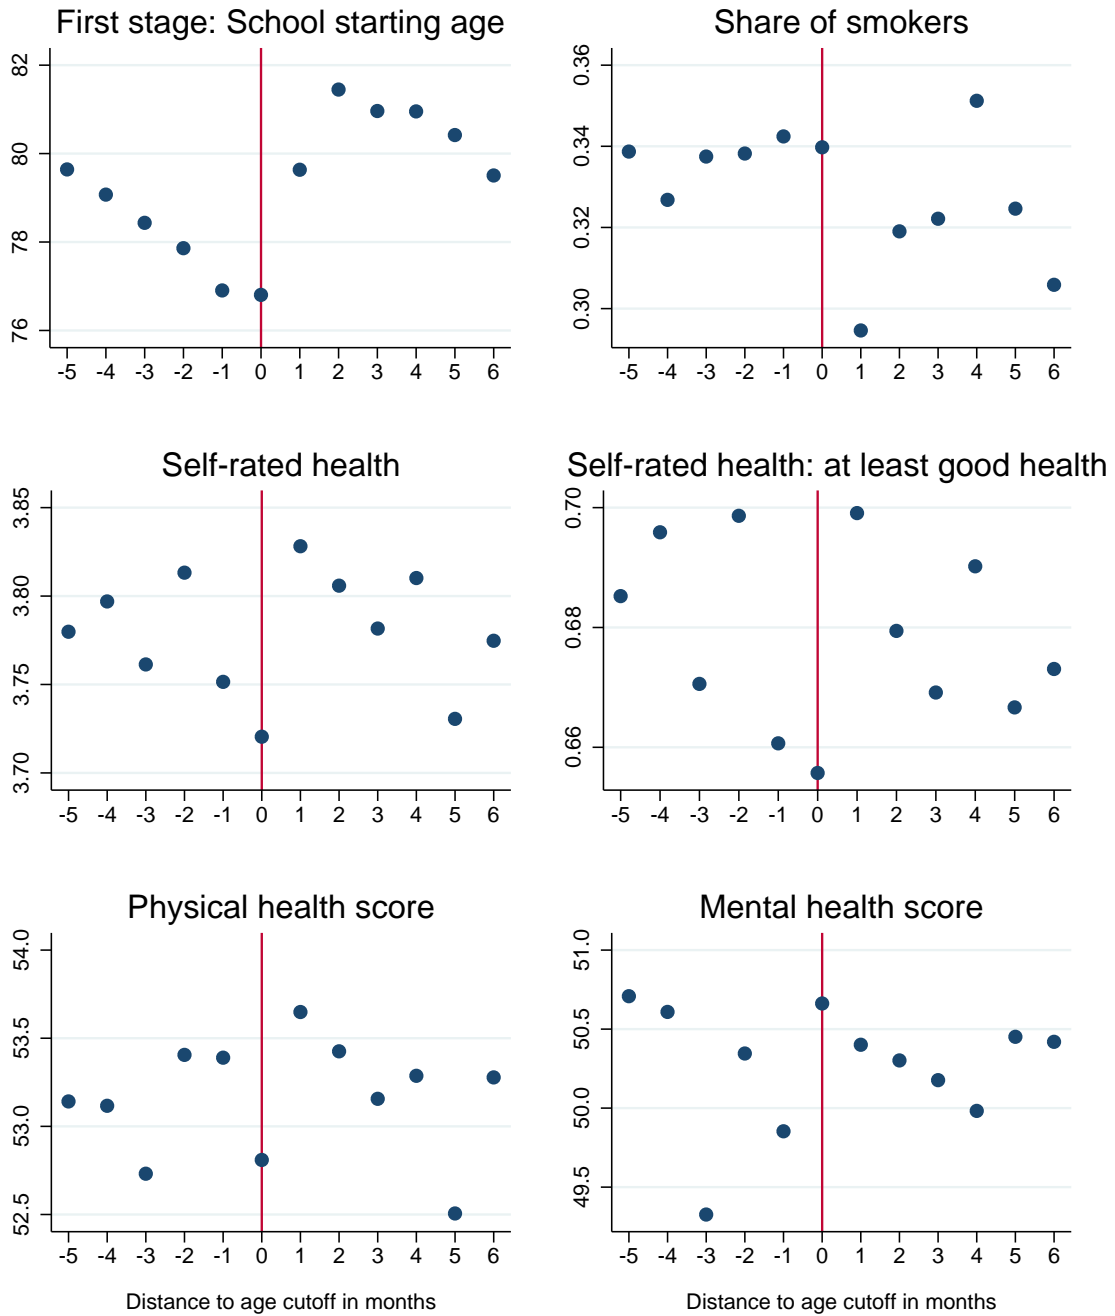 First stage: School starting age
82
80
78
76
-5 -4 -3 -2 -1 0 1 2 3 4 5 6
Share of smokers
0.36
0.34
0.32
0.30
-5 -4 -3 -2 -1 0 1 2 3 4 5 6
Self-rated health
3.85
3.80
3.75
3.70
-5 -4 -3 -2 -1 0 1 2 3 4 5 6
Self-rated health: at least good health
0.70
0.68
0.66
-5 -4 -3 -2 -1 0 1 2 3 4 5 6
Physical health score
54.0
53.5
53.0
52.5
-5 -4 -3 -2 -1 0 1 2 3 4 5 6
Distance to age cutoff in months
Mental health score
51.0
50.5
50.0
49.5
-5 -4 -3 -2 -1 0 1 2 3 4 5 6
Distance to age cutoff in months